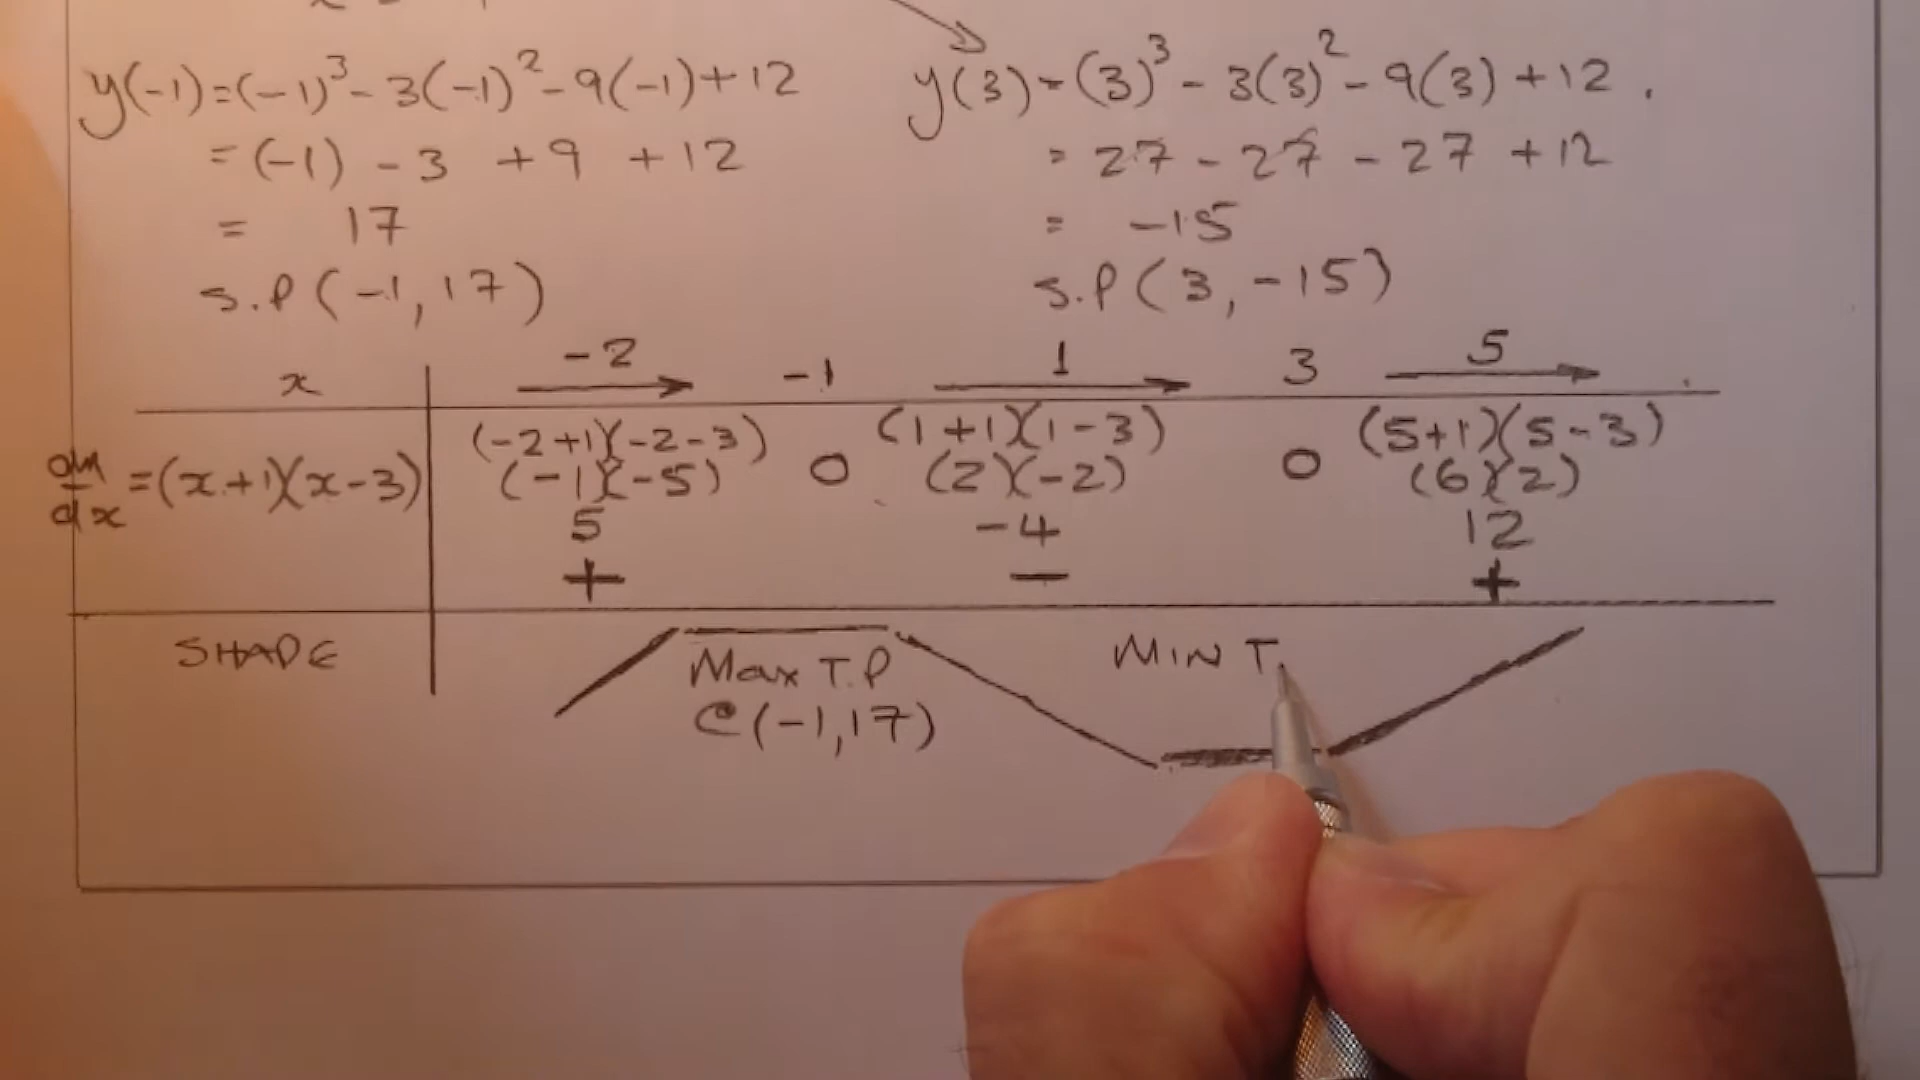 y(-1)=(-1)³-3(-1)²-9(-1)+12
=(-1) -3 +9 +12
= 17
S.P(-1,17)
y(3)-(3)³-3(3)²-9(3)+12.
= 27-27-27+12
= -15
S.P(3,-15)
x -2 -1 1 3 5
dy/dx=(x+1)(x-3) (-2+1)(-2-3) 0 (1+1)(1-3) 0 (5+1)(5-3)
(-1)(-5) (2)(-2) (6)(2)
5 -4 12
+ - +
SHAPE Max T.P MIN T.
@(-1,17)